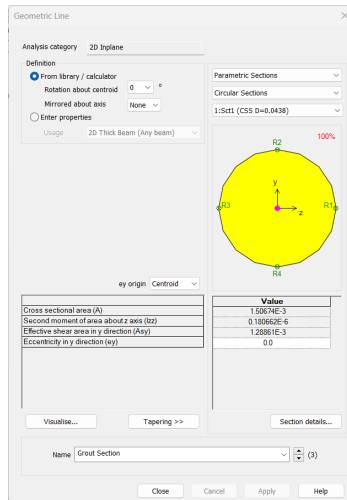 Geometric Line
Analysis category 2D Inplane
Definition
From library / calculator
Rotation about centroid 0 °
Mirrored about axis None
Enter properties
Usage 2D Thick Beam (Any beam)
Parametric Sections
Circular Sections
1:Sct1 (CSS D=0.0438)
100%
R2
y
R3 z R1
R4
ey origin Centroid
Value
Cross sectional area (A) 1.50674E-3
Second moment of area about z axis (Izz) 0.180662E-6
Effective shear area in y direction (Asy) 1.28861E-3
Eccentricity in y direction (ey) 0.0
Visualise... Tapering >> Section details...
Name Grout Section (3)
Close Cancel Apply Help